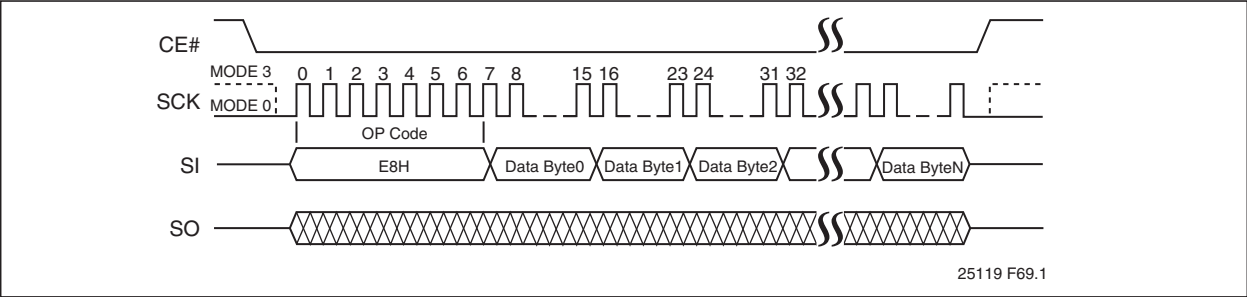 CE#
MODE 3
0 1 2 3 4 5 6 7 8 15 16 23 24 31 32
SCK
MODE 0
OP Code
SI
E8H Data Byte0 Data Byte1 Data Byte2 Data ByteN
SO
25119 F69.1